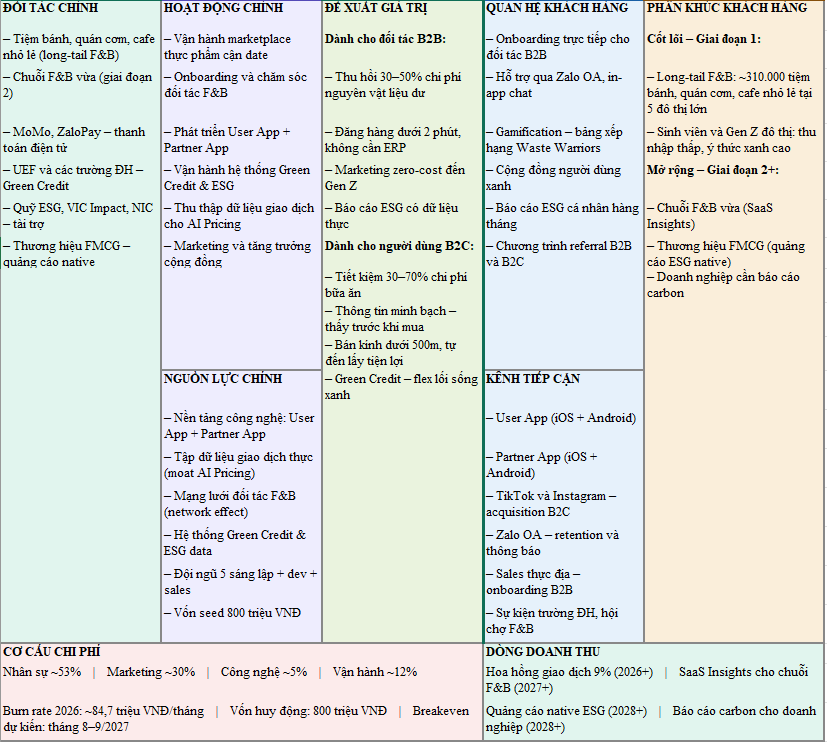 ĐỐI TÁC CHÍNH
– Tiệm bánh, quán cơm, cafe
nhỏ lẻ (long-tail F&B)
– Chuỗi F&B vừa (giai đoạn
2)
– MoMo, ZaloPay – thanh
toán điện tử
– UEF và các trường ĐH –
Green Credit
– Quỹ ESG, VIC Impact, NIC
– tài trợ
– Thương hiệu FMCG –
quảng cáo native
HOẠT ĐỘNG CHÍNH
– Vận hành marketplace
thực phẩm cận date
– Onboarding và chăm sóc
đối tác F&B
– Phát triển User App +
Partner App
– Vận hành hệ thống Green
Credit & ESG
– Thu thập dữ liệu giao dịch
cho AI Pricing
– Marketing và tăng trưởng
cộng đồng
NGUỒN LỰC CHÍNH
– Nền tảng công nghệ: User
App + Partner App
– Tập dữ liệu giao dịch thực
(moat AI Pricing)
– Mạng lưới đối tác F&B
(network effect)
– Hệ thống Green Credit &
ESG data
– Đội ngũ 5 sáng lập + dev +
sales
– Vốn seed 800 triệu VNĐ
ĐỀ XUẤT GIÁ TRỊ
Dành cho đối tác B2B:
– Thu hồi 30–50% chi phí
nguyên vật liệu dư
– Đăng hàng dưới 2 phút,
không cần ERP
– Marketing zero-cost đến
Gen Z
– Báo cáo ESG có dữ liệu
thực
Dành cho người dùng B2C:
– Tiết kiệm 30–70% chi phí
bữa ăn
– Thông tin minh bạch –
thấy trước khi mua
– Bán kính dưới 500m, tự
đến lấy tiện lợi
– Green Credit – flex lối sống
xanh
QUAN HỆ KHÁCH HÀNG
– Onboarding trực tiếp cho
đối tác B2B
– Hỗ trợ qua Zalo OA, in-
app chat
– Gamification – bảng xếp
hạng Waste Warriors
– Cộng đồng người dùng
xanh
– Báo cáo ESG cá nhân hàng
tháng
– Chương trình referral B2B
và B2C
KÊNH TIẾP CẬN
– User App (iOS + Android)
– Partner App (iOS +
Android)
– TikTok và Instagram –
acquisition B2C
– Zalo OA – retention và
thông báo
– Sales thực địa –
onboarding B2B
– Sự kiện trường ĐH, hội
chợ F&B
PHÂN KHÚC KHÁCH HÀNG
Cốt lõi – Giai đoạn 1:
– Long-tail F&B: ~310.000 tiệm
bánh, quán cơm, cafe nhỏ lẻ tại
5 đô thị lớn
– Sinh viên và Gen Z đô thị: thu
nhập thấp, ý thức xanh cao
Mở rộng – Giai đoạn 2+:
– Chuỗi F&B vừa (SaaS
Insights)
– Thương hiệu FMCG (quảng
cáo ESG native)
– Doanh nghiệp cần báo cáo
carbon
CƠ CẤU CHI PHÍ
Nhân sự ~53% | Marketing ~30% | Công nghệ ~5% | Vận hành ~12%
Burn rate 2026: ~84,7 triệu VNĐ/tháng | Vốn huy động: 800 triệu VNĐ | Breakeven
dự kiến: tháng 8–9/2027
DÒNG DOANH THU
Hoa hồng giao dịch 9% (2026+) | SaaS Insights cho chuỗi
F&B (2027+)
Quảng cáo native ESG (2028+) | Báo cáo carbon cho doanh
nghiệp (2028+)